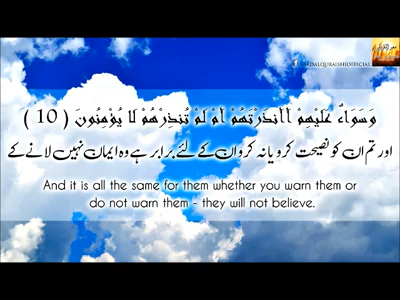 وَسَوَاءٌ عَلَيْهِمْ أَأَنذَرْتَهُمْ أَمْ لَمْ تُنذِرْهُمْ لَا يُؤْمِنُونَ ( 10 )
اور تم ان کو نصیحت کرو یا نہ کرو ان کے لئے برابر ہے وہ ایمان نہیں لانے کے
And it is all the same for them whether you warn them or
do not warn them - they will not believe.